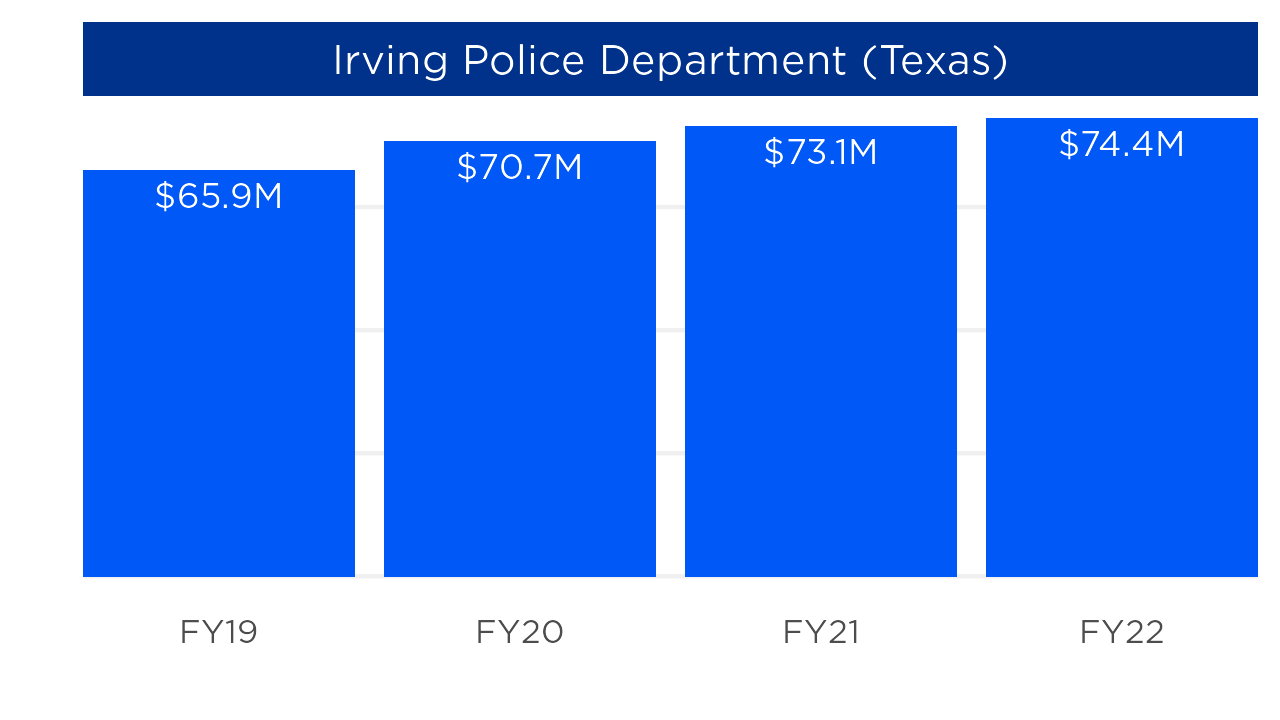 Irving Police Department (Texas)
$65.9M
$70.7M
$73.1M
$74.4M
FY19
FY20
FY21
FY22